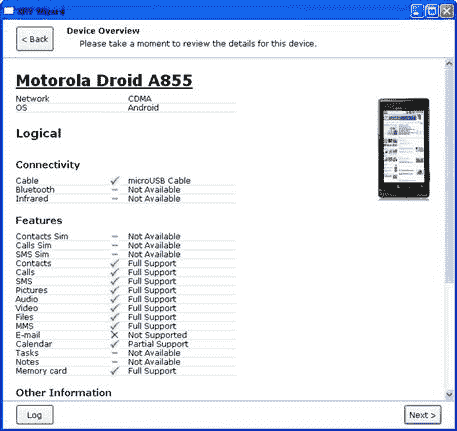 < Back
Device Overview
Please take a moment to review the details for this device.
Motorola Droid A855
Network CDMA
OS Android
Logical
Connectivity
Cable microUSB Cable
Bluetooth Not Available
Infrared Not Available
Features
Contacts Sim Not Available
Calls Sim Not Available
SMS Sim Not Available
Contacts Full Support
Calls Full Support
SMS Full Support
Pictures Full Support
Audio Full Support
Video Full Support
Files Full Support
MMS Full Support
E-mail Not Supported
Calendar Partial Support
Tasks Not Available
Notes Not Available
Memory card Full Support
Other Information
Log
Next >